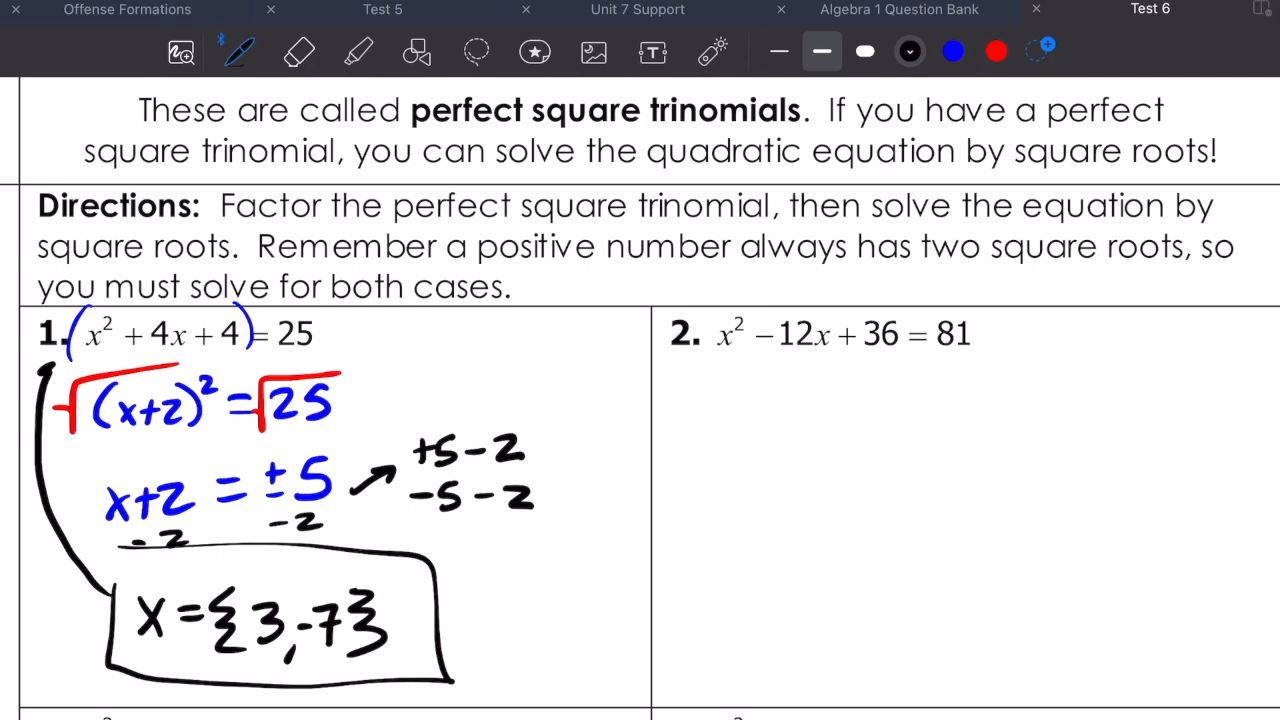 Offense Formations Test 5 Unit 7 Support Algebra 1 Question Bank Test 6
These are called perfect square trinomials. If you have a perfect
square trinomial, you can solve the quadratic equation by square roots!
Directions: Factor the perfect square trinomial, then solve the equation by
square roots. Remember a positive number always has two square roots, so
you must solve for both cases.
1. (x² + 4x + 4) = 25
√(x+2)² = √25
x+2 = ±5
+5-2
-5-2
-2 -2
x = {3, -7}
2. x² − 12x + 36 = 81